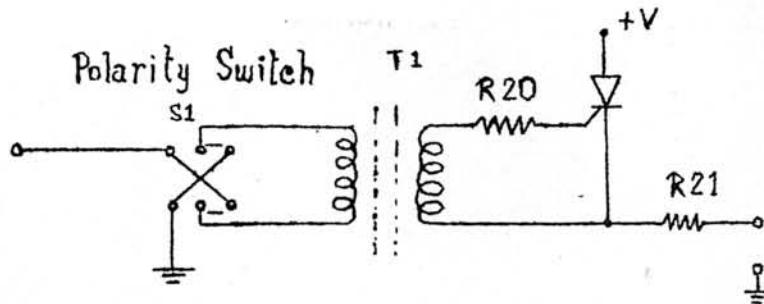 +V
Polarity Switch
T1
R20
S1
R21